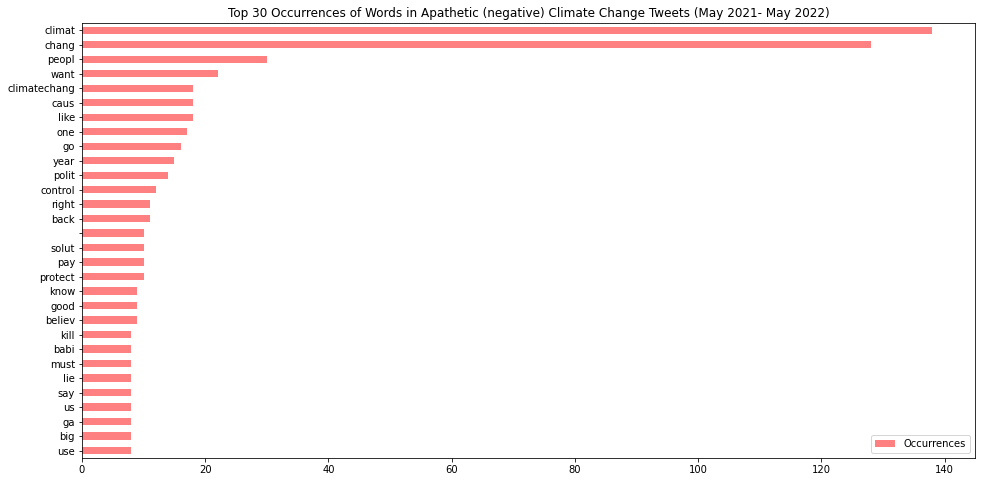 Top 30 Occurrences of Words in Apathetic (negative) Climate Change Tweets (May 2021- May 2022)
climat
chang
peopl
want
climatechang
caus
like
one
go
year
polit
control
right
back
solut
pay
protect
know
good
believ
kill
babi
must
lie
say
us
ga
big
use
Occurrences
0 20 40 60 80 100 120 140